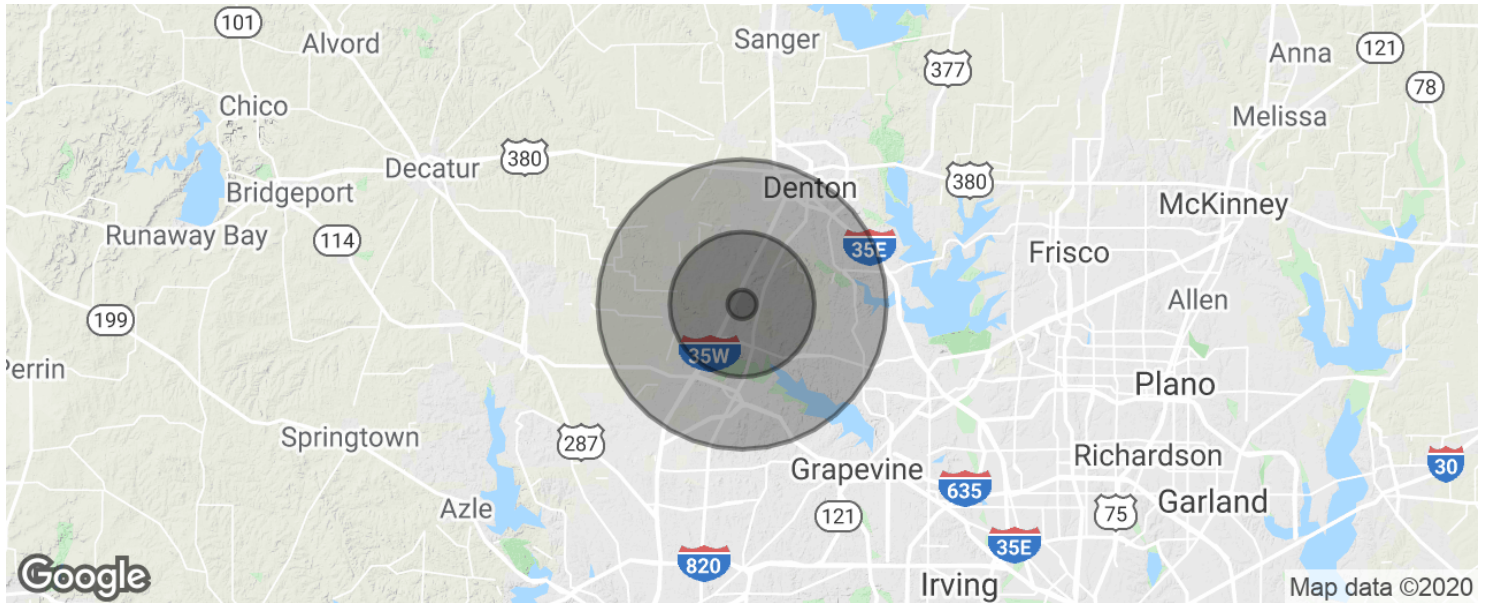 101
Alvord
Sanger
377
Anna
121
78
Chico
Melissa
Decatur
380
Bridgeport
Denton
380
McKinney
Runaway Bay
114
35E
Frisco
Allen
199
35W
Perrin
Plano
Springtown
287
Grapevine
Richardson
30
635
Garland
Azle
121
75
35E
820
Irving
Google
Map data ©2020